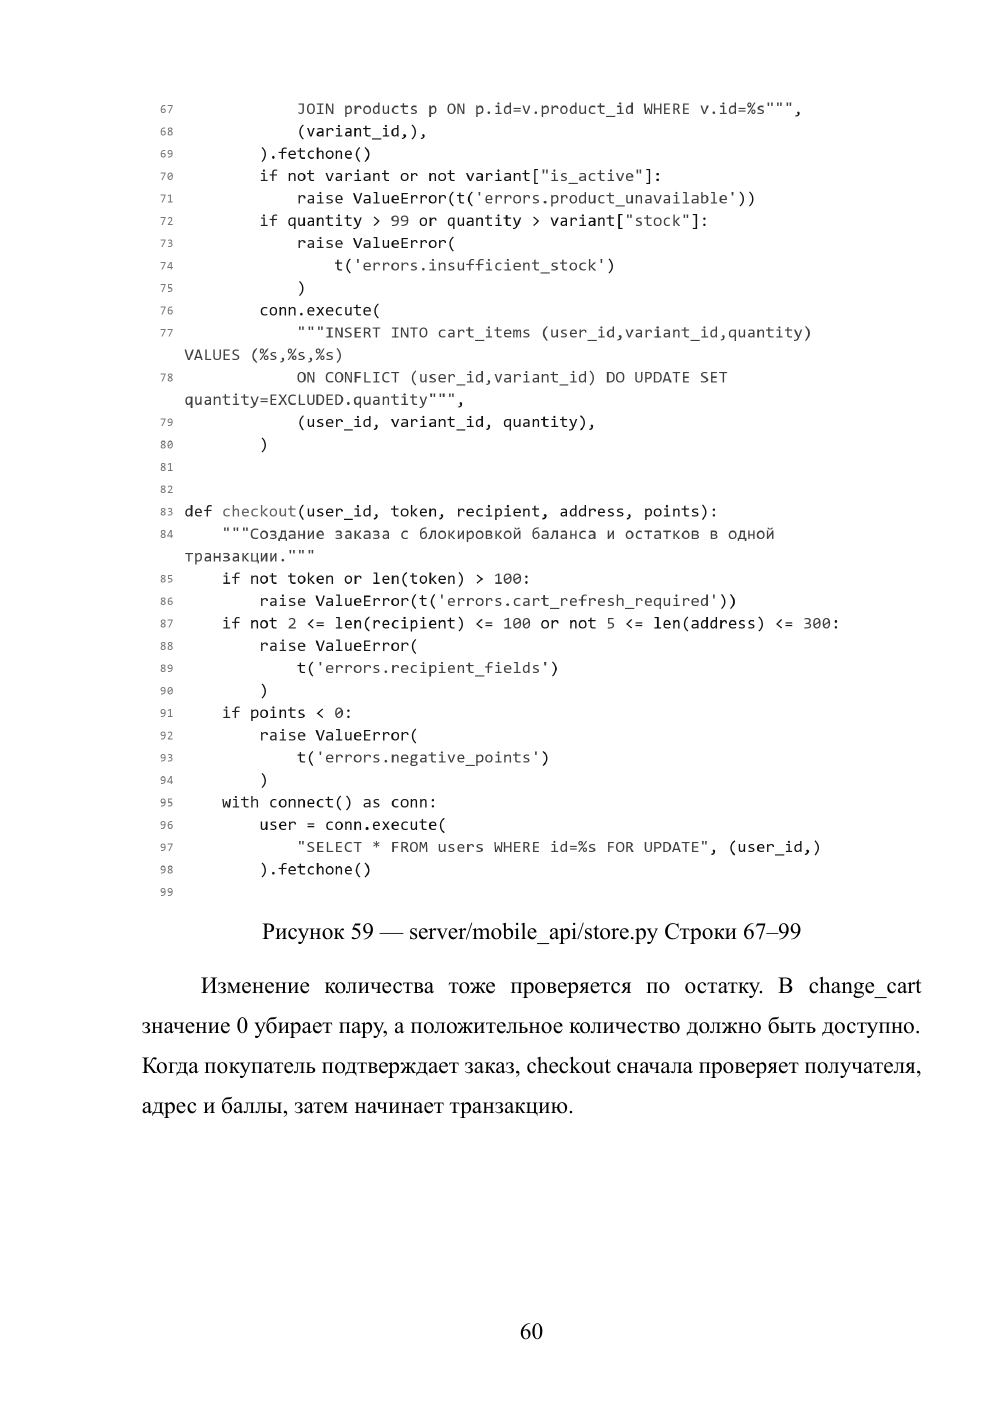 67 JOIN products p ON p.id=v.product_id WHERE v.id=%s""",
68 (variant_id,),
69 ).fetchone()
70 if not variant or not variant["is_active"]:
71 raise ValueError(t('errors.product_unavailable'))
72 if quantity > 99 or quantity > variant["stock"]:
73 raise ValueError(
74 t('errors.insufficient_stock')
75 )
76 conn.execute(
77 """INSERT INTO cart_items (user_id,variant_id,quantity)
VALUES (%s,%s,%s)
78 ON CONFLICT (user_id,variant_id) DO UPDATE SET
quantity=EXCLUDED.quantity""",
79 (user_id, variant_id, quantity),
80 )
81
82
83 def checkout(user_id, token, recipient, address, points):
84 """Создание заказа с блокировкой баланса и остатков в одной
транзакции."""
85 if not token or len(token) > 100:
86 raise ValueError(t('errors.cart_refresh_required'))
87 if not 2 <= len(recipient) <= 100 or not 5 <= len(address) <= 300:
88 raise ValueError(
89 t('errors.recipient_fields')
90 )
91 if points < 0:
92 raise ValueError(
93 t('errors.negative_points')
94 )
95 with connect() as conn:
96 user = conn.execute(
97 "SELECT * FROM users WHERE id=%s FOR UPDATE", (user_id,)
98 ).fetchone()
99
Рисунок 59 — server/mobile_api/store.py Строки 67–99
Изменение количества тоже проверяется по остатку. В change_cart
значение 0 убирает пару, а положительное количество должно быть доступно.
Когда покупатель подтверждает заказ, checkout сначала проверяет получателя,
адрес и баллы, затем начинает транзакцию.
60